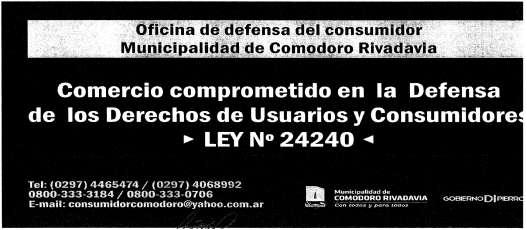 Oficina de defensa del consumidor
Municipalidad de Comodoro Rivadavia
Comercio comprometido en la Defensa
de los Derechos de Usuarios y Consumidores
► LEY Nº 24240 ◄
Tel: (0297) 4465474 / (0297) 4068992
0800-333-3184 / 0800-333-0706
E-mail: consumidorcomodoro@yahoo.com.ar
Municipalidad de
COMODORO RIVADAVIA
Con todos y para todos
GOBIERNO DI PIERRO